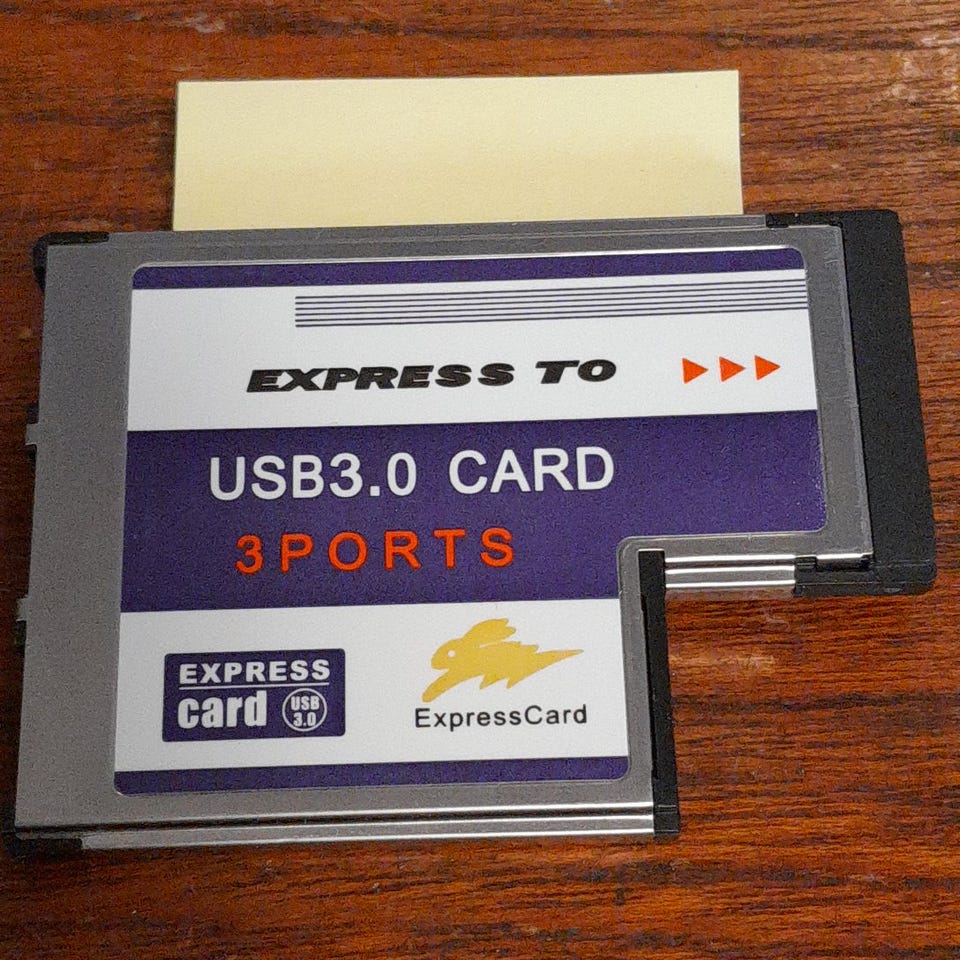 EXPRESS TO
USB3.0 CARD
3PORTS
EXPRESS
card USB
3.0
ExpressCard